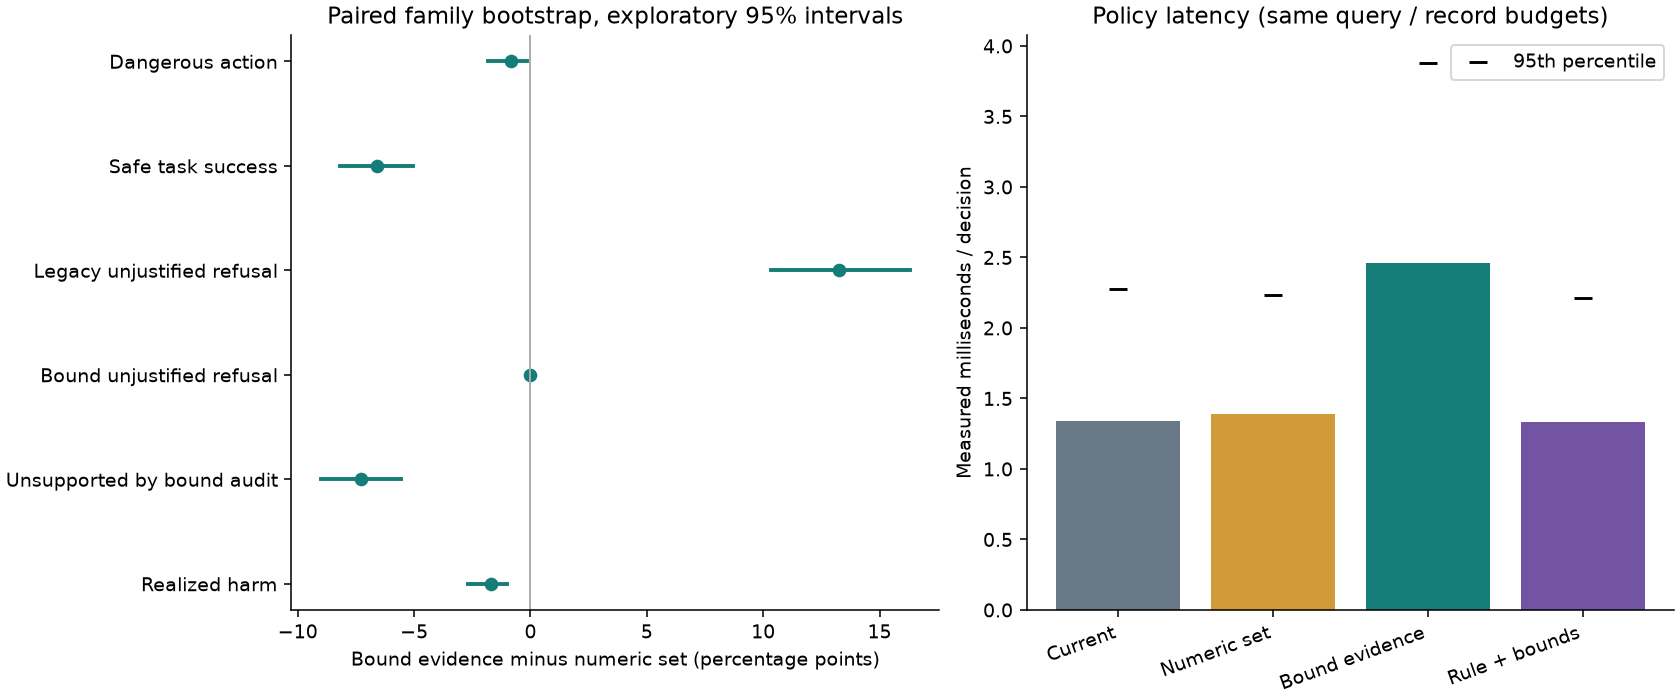 Paired family bootstrap, exploratory 95% intervals
Dangerous action
Safe task success
Legacy unjustified refusal
Bound unjustified refusal
Unsupported by bound audit
Realized harm
−10
−5
0
5
10
15
Bound evidence minus numeric set (percentage points)
Policy latency (same query / record budgets)
95th percentile
Measured milliseconds / decision
4.0
3.5
3.0
2.5
2.0
1.5
1.0
0.5
0.0
Current
Numeric set
Bound evidence
Rule + bounds